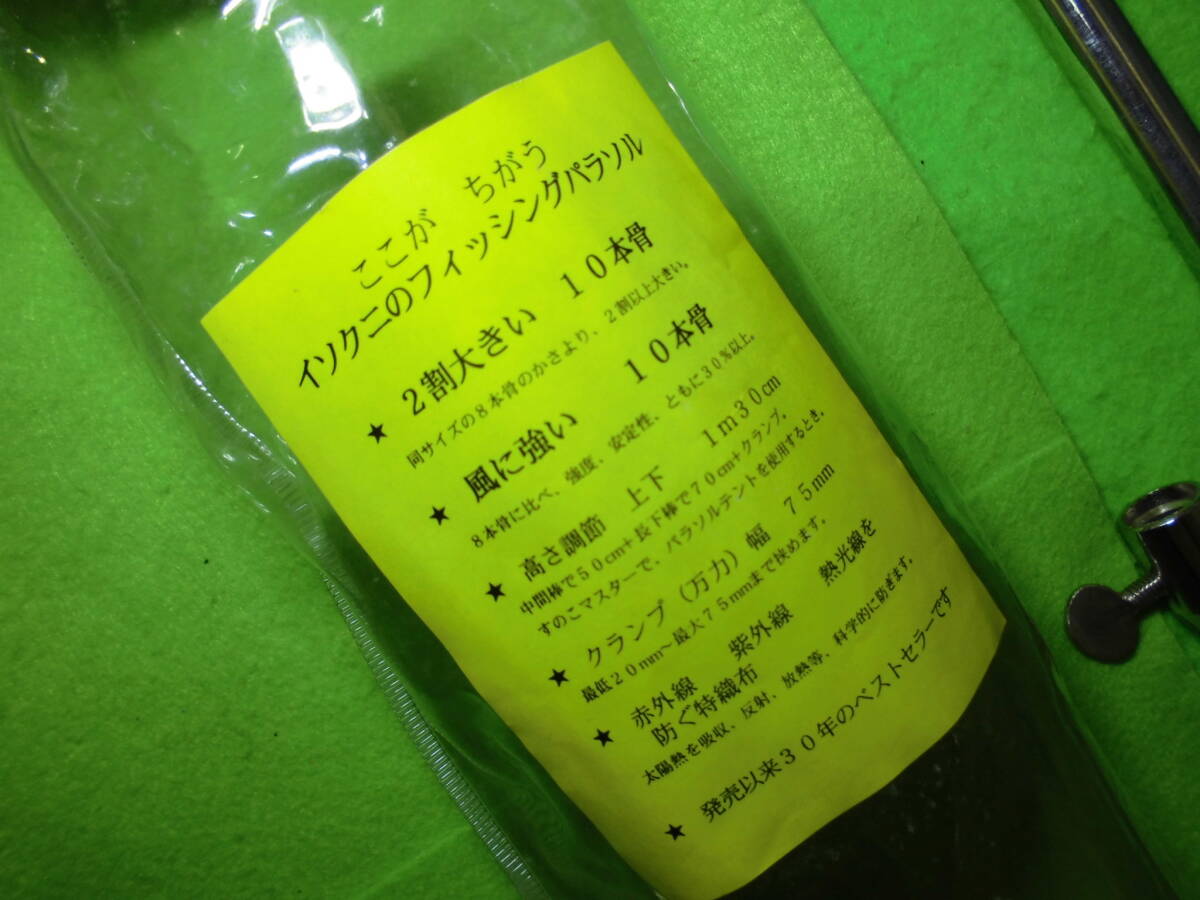 ここが ちがう
イソクニのフィッシングパラソル
★ 2割大きい 10本骨
同サイズの8本骨のかさより、2割以上大きい。
★ 風に強い 10本骨
8本骨に比べ、強度、安定性、ともに30%以上。
★ 高さ調節 上下 1m30cm
中間棒で50cm+長下棒で70cm+クランプ。
すのこマスターで、パラソルテントを使用するとき。
★ クランプ(万力)幅 75mm
最低20mm~最大75mmまで挟めます。
★ 赤外線 紫外線 熱光線を
防ぐ特織布
太陽熱を吸収、反射、放熱等、科学的に防ぎます。
★ 発売以来30年のベストセラーです